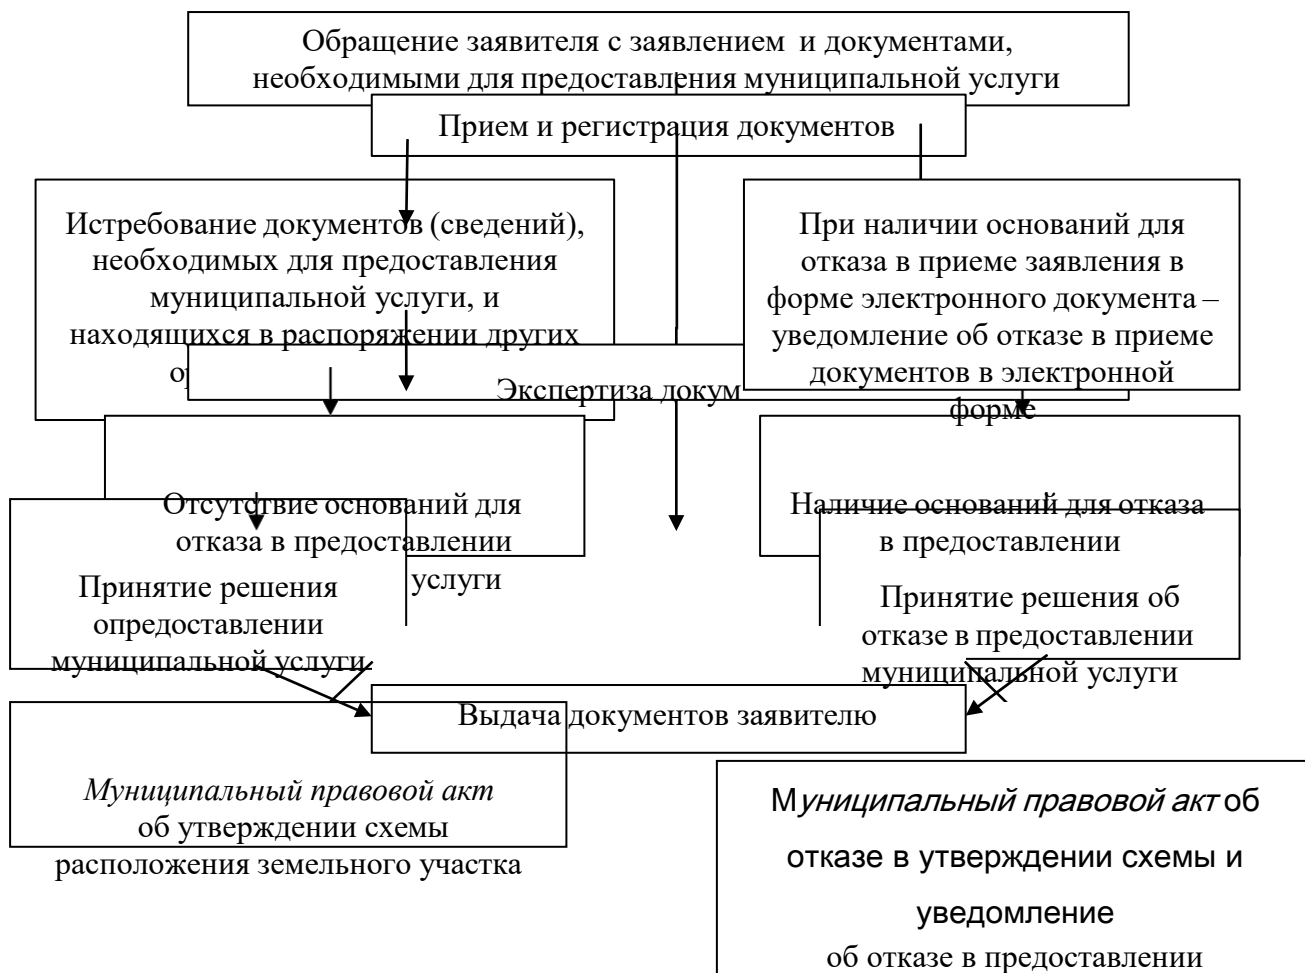 Обращение заявителя с заявлением и документами,
необходимыми для предоставления муниципальной услуги
Прием и регистрация документов
Истребование документов (сведений),
необходимых для предоставления
муниципальной услуги, и
находящихся в распоряжении других
При наличии оснований для
отказа в приеме заявления в
форме электронного документа –
уведомление об отказе в приеме
документов в электронной
форме
Экспертиза докум
Отсутствие оснований для
отказа в предоставлении
услуги
Наличие оснований для отказа
в предоставлении
Принятие решения
опредоставлении
муниципальной услуги
Принятие решения об
отказе в предоставлении
муниципальной услуги
Выдача документов заявителю
Муниципальный правовой акт
об утверждении схемы
расположения земельного участка
Муниципальный правовой акт об
отказе в утверждении схемы и
уведомление
об отказе в предоставлении